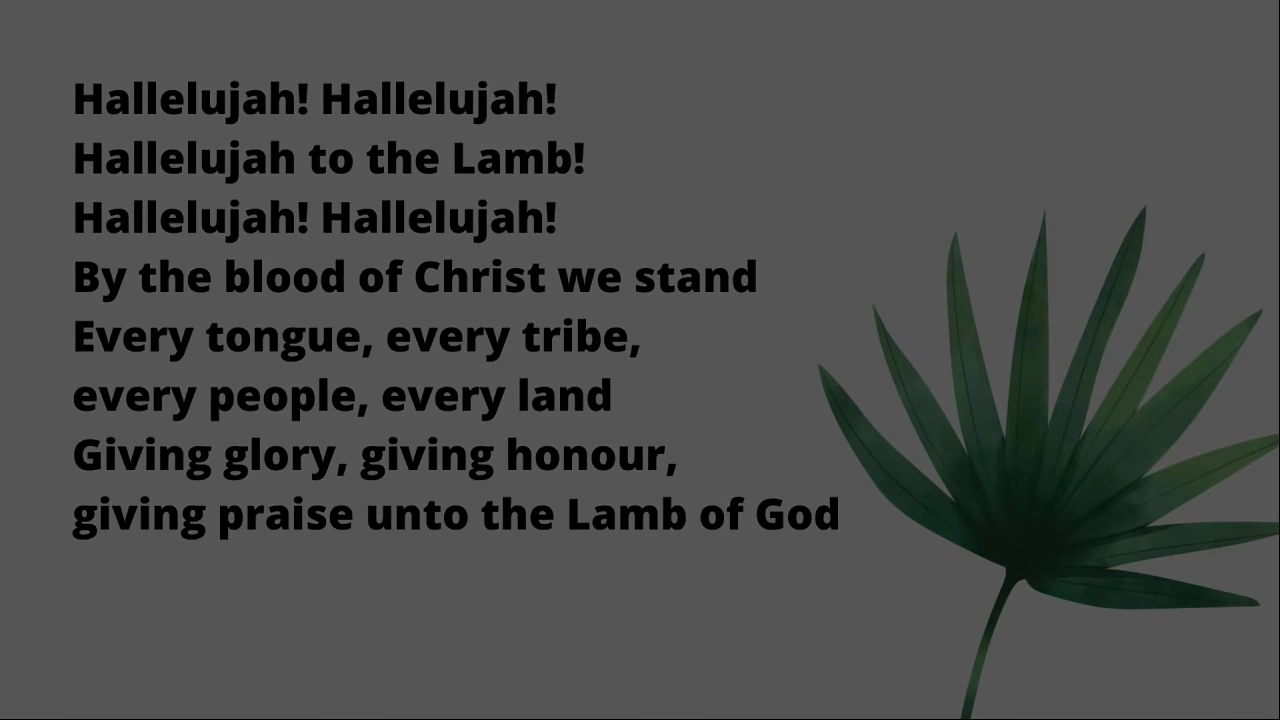 Hallelujah! Hallelujah!
Hallelujah to the Lamb!
Hallelujah! Hallelujah!
By the blood of Christ we stand
Every tongue, every tribe,
every people, every land
Giving glory, giving honour,
giving praise unto the Lamb of God